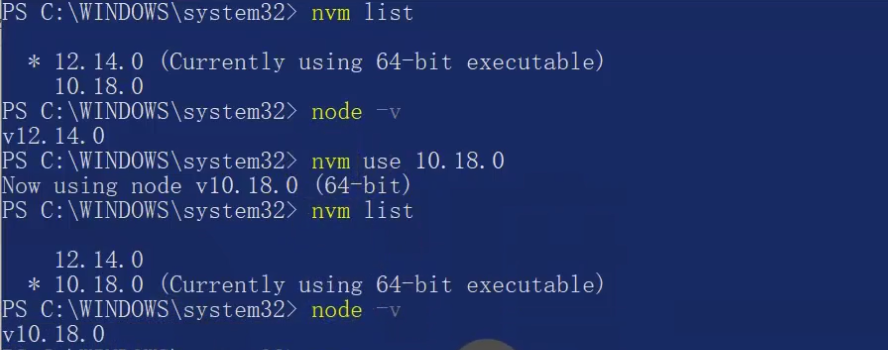 PS C:\WINDOWS\system32> nvm list
* 12.14.0 (Currently using 64-bit executable)
10.18.0
PS C:\WINDOWS\system32> node -v
v12.14.0
PS C:\WINDOWS\system32> nvm use 10.18.0
Now using node v10.18.0 (64-bit)
PS C:\WINDOWS\system32> nvm list
12.14.0
* 10.18.0 (Currently using 64-bit executable)
PS C:\WINDOWS\system32> node -v
v10.18.0